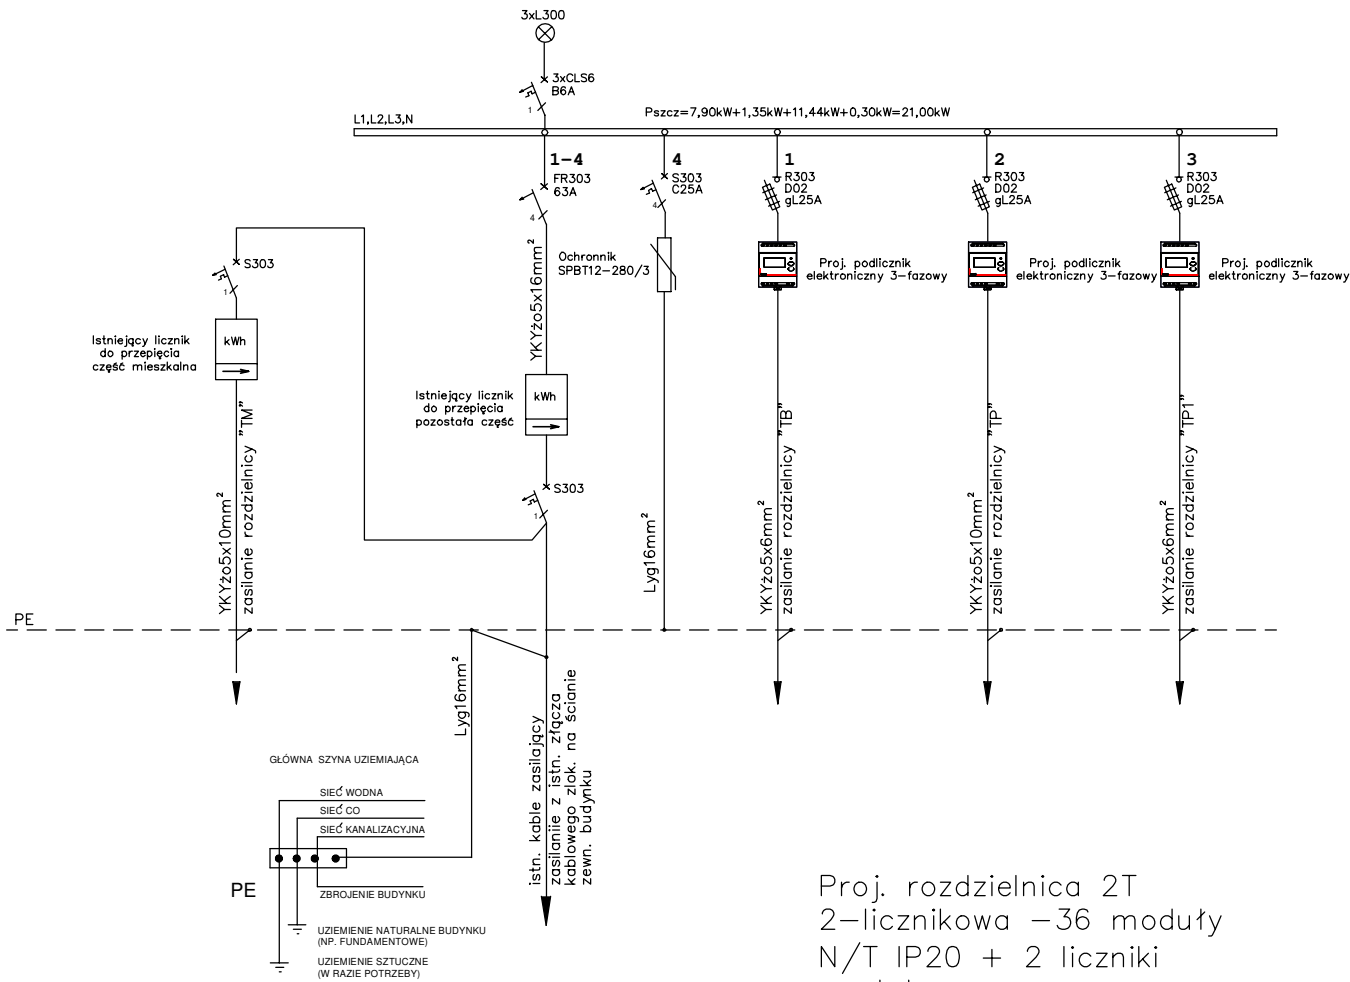 3xL300
3xCLS6
B6A
1
L1,L2,L3,N
Pszcz=7,90kW+1,35kW+11,44kW+0,30kW=21,00kW
1-4
FR303
63A
4
4
S303
C25A
4
1
R303
D02
gL25A
2
R303
D02
gL25A
3
R303
D02
gL25A
S303
1
YKYżo5x16mm²
Ochronnik
SPBT12-280/3
Proj. podlicznik
elektroniczny 3-fazowy
Proj. podlicznik
elektroniczny 3-fazowy
Proj. podlicznik
elektroniczny 3-fazowy
Istniejący licznik
do przepięcia
część mieszkalna
kWh
Istniejący licznik
do przepięcia
pozostała część
kWh
S303
1
YKYżo5x10mm²
zasilanie rozdzielnicy "TM"
Lyg16mm²
YKYżo5x6mm²
zasilanie rozdzielnicy "TB"
YKYżo5x10mm²
zasilanie rozdzielnicy "TP"
YKYżo5x6mm²
zasilanie rozdzielnicy "TP1"
PE
Lyg16mm²
istn. kable zasilający
zasilaniie z istn. złącza
kablowego zlok. na ścianie
zewn. budynku
GŁÓWNA SZYNA UZIEMIAJĄCA
SIEĆ WODNA
SIEĆ CO
SIEĆ KANALIZACYJNA
PE
ZBROJENIE BUDYNKU
UZIEMIENIE NATURALNE BUDYNKU
(NP. FUNDAMENTOWE)
UZIEMIENIE SZTUCZNE
(W RAZIE POTRZEBY)
Proj. rozdzielnica 2T
2-licznikowa -36 moduły
N/T IP20 + 2 liczniki